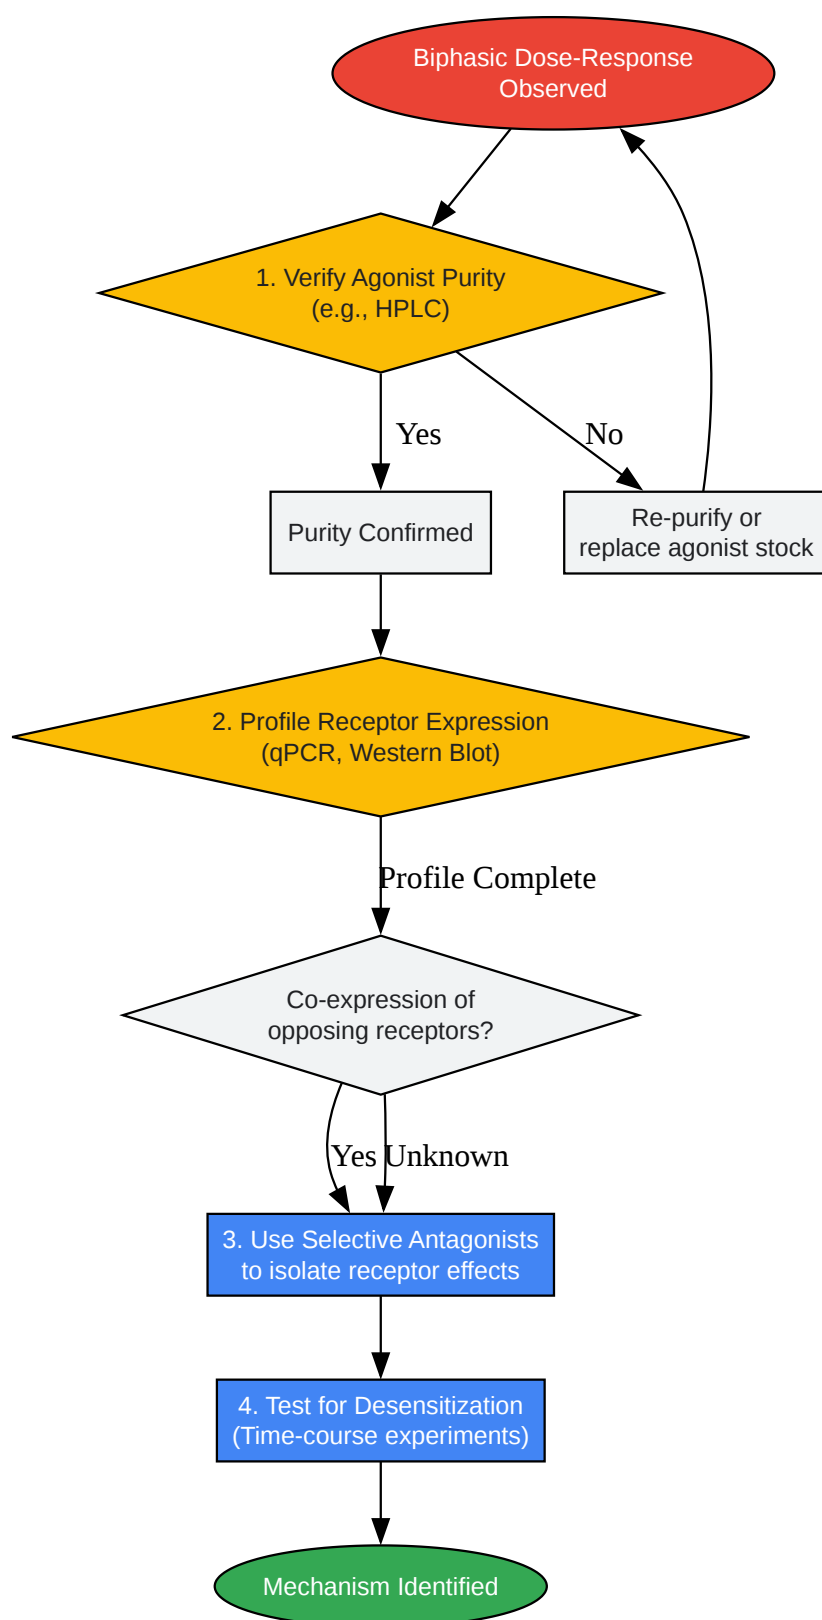 Biphasic Dose-Response
Observed
1. Verify Agonist Purity
(e.g., HPLC)
Yes
No
Purity Confirmed
Re-purify or
replace agonist stock
2. Profile Receptor Expression
(qPCR, Western Blot)
Profile Complete
Co-expression of
opposing receptors?
Yes
Unknown
3. Use Selective Antagonists
to isolate receptor effects
4. Test for Desensitization
(Time-course experiments)
Mechanism Identified